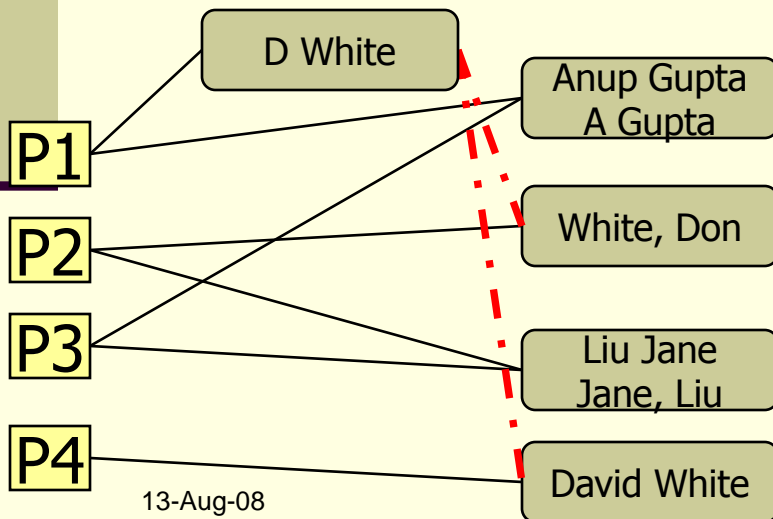 D White
Anup Gupta
A Gupta
P1
White, Don
P2
P3
Liu Jane
Jane, Liu
P4
David White
13-Aug-08